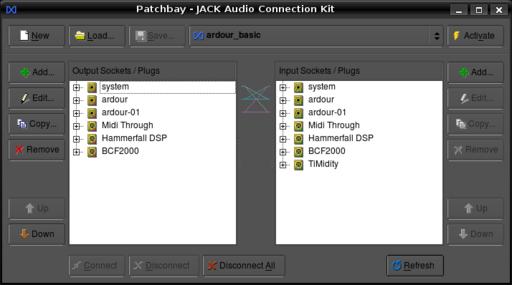 Patchbay - JACK Audio Connection Kit
New Load... Save... ardour_basic Activate
Output Sockets / Plugs Input Sockets / Plugs
Add... system system Add...
ardour ardour
Edit... ardour-01 ardour-01 Edit...
Copy... Midi Through Midi Through Copy...
Hammerfall DSP Hammerfall DSP
Remove BCF2000 BCF2000 Remove
TiMidity
Up Up
Down Down
Connect Disconnect Disconnect All Refresh